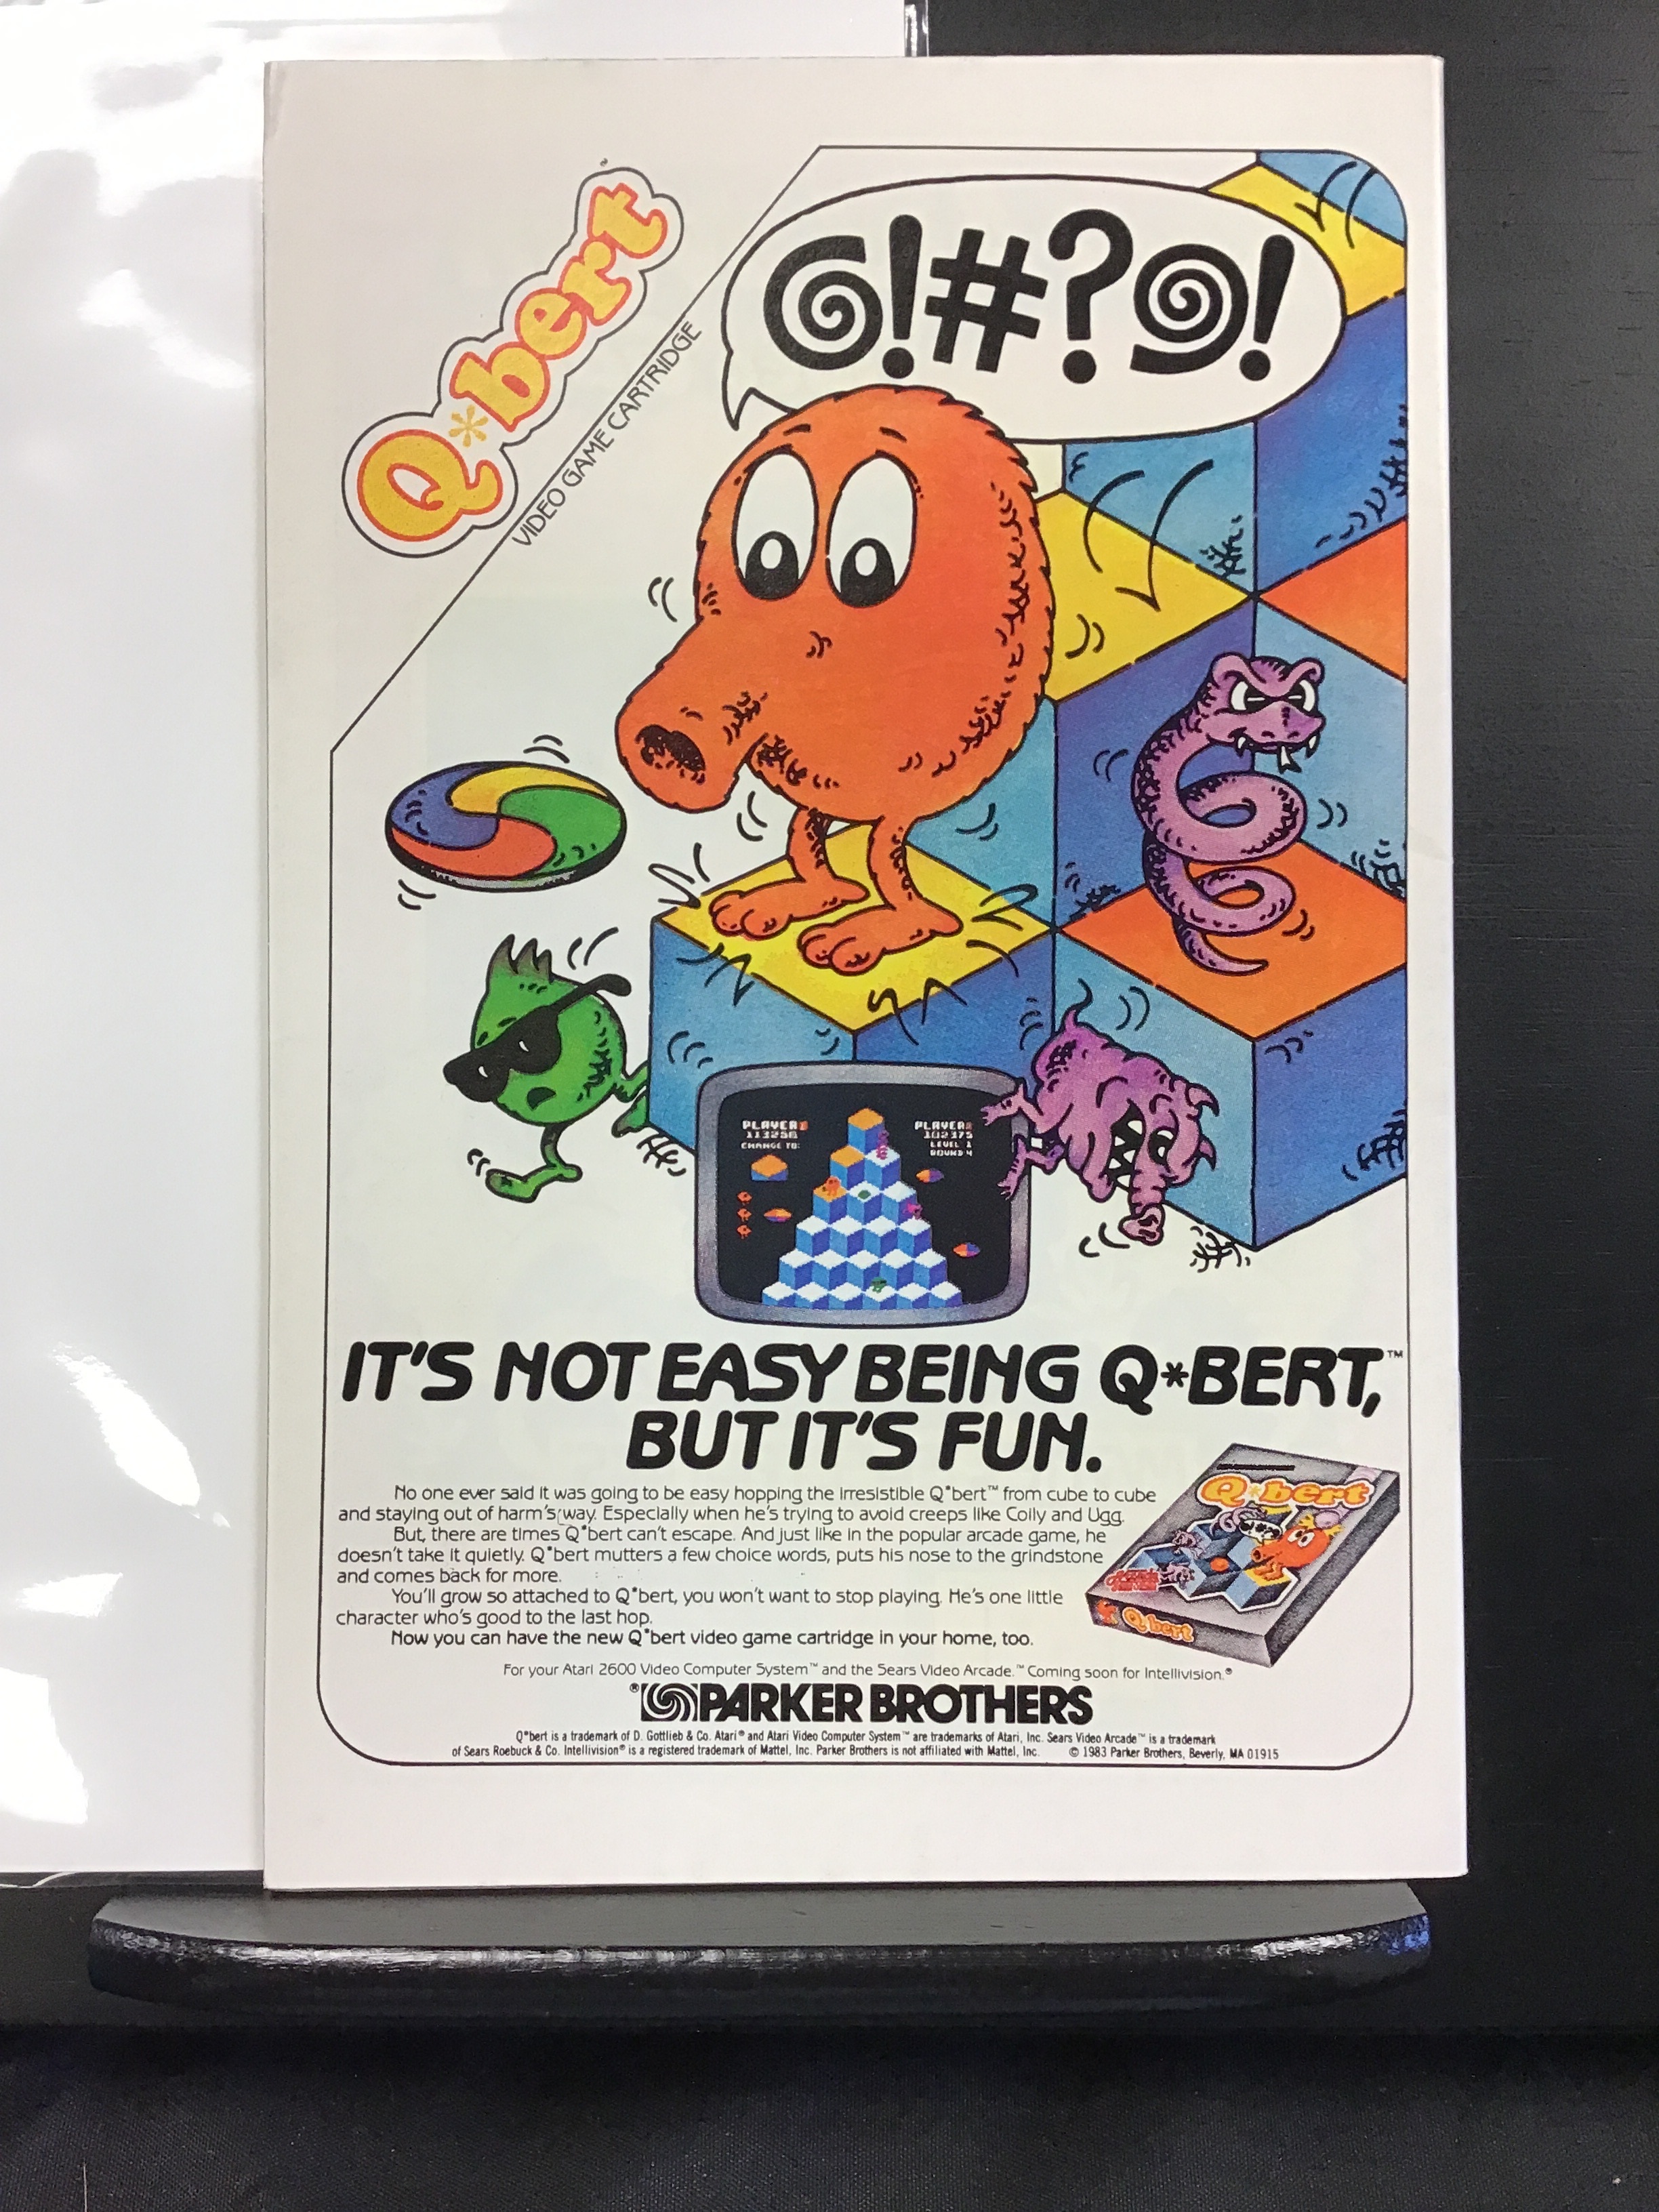 Q*bert™
VIDEO GAME CARTRIDGE
@!#?@!
PLAYER1
PLAYER2
CHANGE TO:
LEVEL 1
ROUND 4
IT'S NOT EASY BEING Q*BERT,™
BUT IT'S FUN.
No one ever said it was going to be easy hopping the irresistible Q*bert™ from cube to cube
and staying out of harm's way. Especially when he's trying to avoid creeps like Coily and Ugg.
But, there are times Q*bert can't escape. And just like in the popular arcade game, he
doesn't take it quietly. Q*bert mutters a few choice words, puts his nose to the grindstone
and comes back for more.
You'll grow so attached to Q*bert, you won't want to stop playing. He's one little
character who's good to the last hop.
Now you can have the new Q*bert video game cartridge in your home, too.
Q*bert
Q*bert
For your Atari 2600 Video Computer System™ and the Sears Video Arcade.™ Coming soon for Intellivision.®
®PARKER BROTHERS
Q*bert is a trademark of D. Gottlieb & Co. Atari® and Atari Video Computer System™ are trademarks of Atari, Inc. Sears Video Arcade™ is a trademark
of Sears Roebuck & Co. Intellivision® is a registered trademark of Mattel, Inc. Parker Brothers is not affiliated with Mattel, Inc. © 1983 Parker Brothers, Beverly, MA 01915